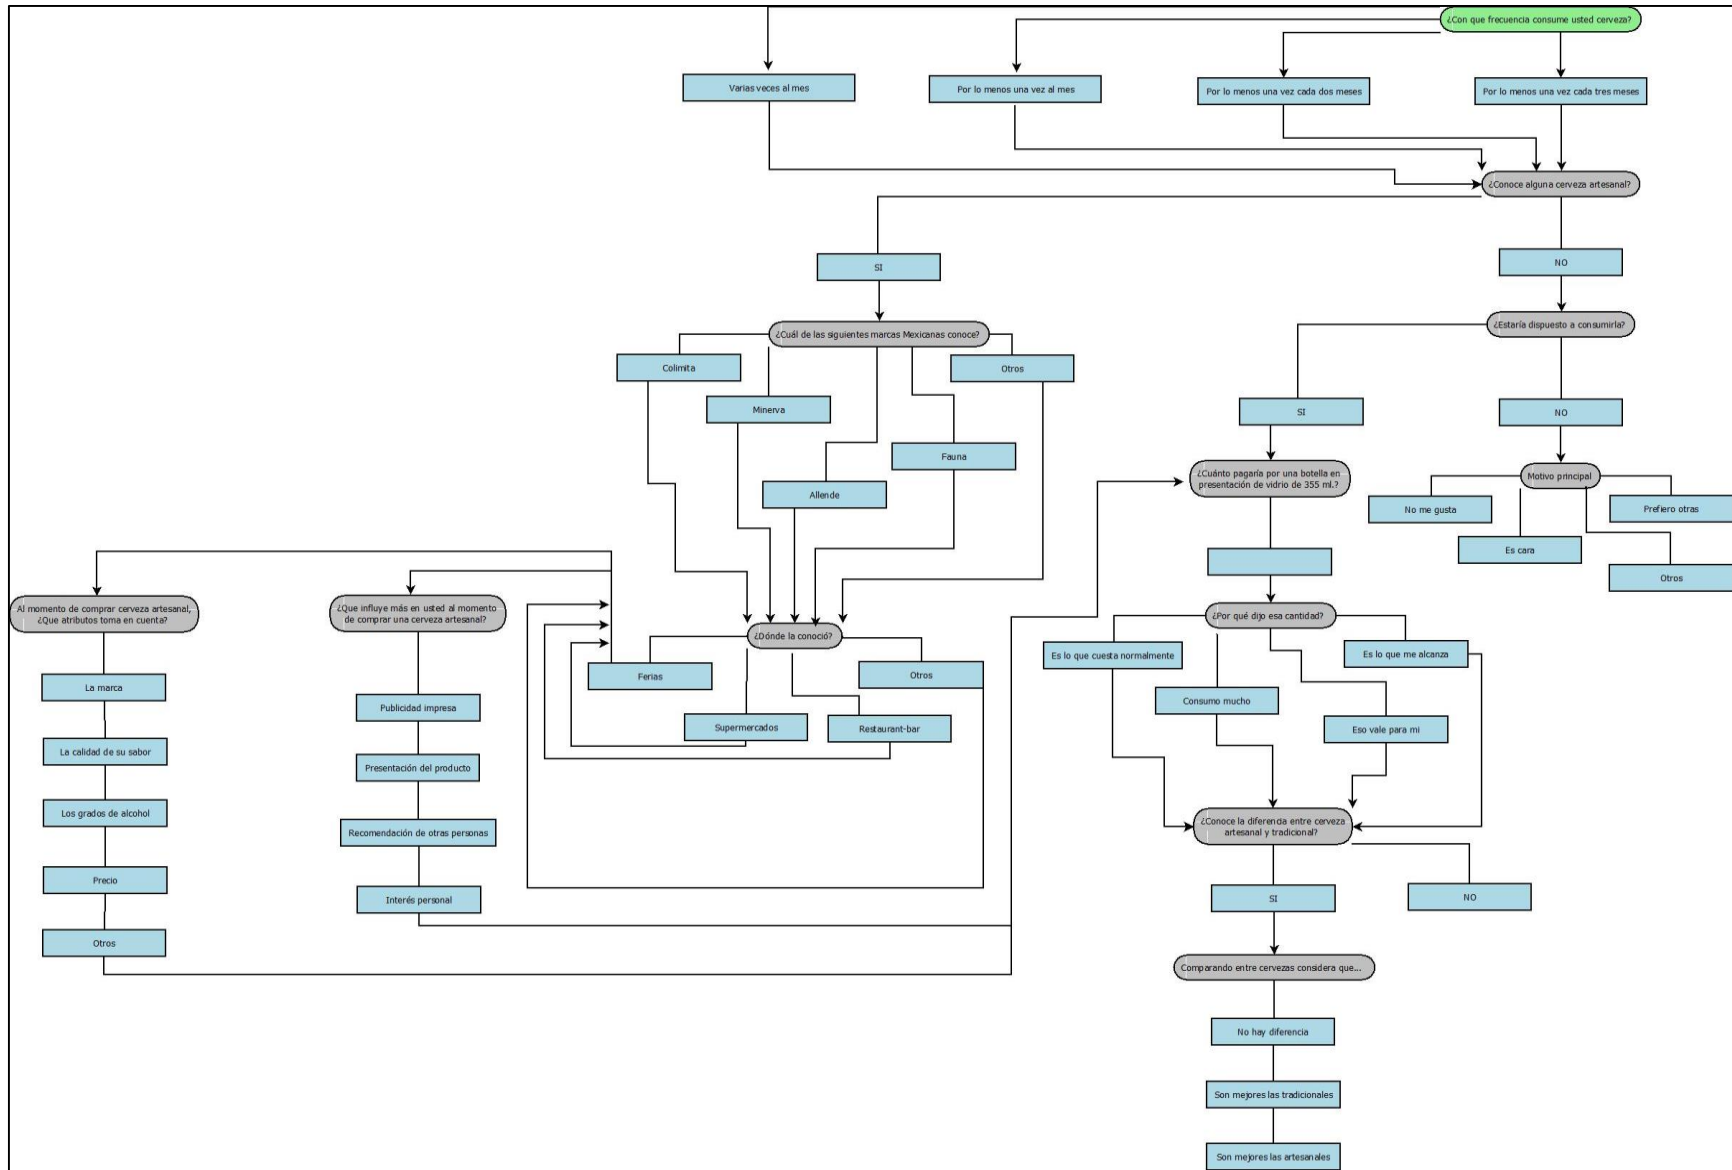 ¿Con que frecuencia consume usted cerveza?
Varias veces al mes
Por lo menos una vez al mes
Por lo menos una vez cada dos meses
Por lo menos una vez cada tres meses
¿Conoce alguna cerveza artesanal?
SI
NO
¿Cuál de las siguientes marcas Mexicanas conoce?
¿Estaría dispuesto a consumirla?
Colimita
Otros
Minerva
SI
NO
Fauna
Allende
¿Cuánto pagaría por una botella en
presentación de vidrio de 355 ml.?
Motivo principal
No me gusta
Prefiero otras
Es cara
Otros
Al momento de comprar cerveza artesanal,
¿Que atributos toma en cuenta?
¿Que influye más en usted al momento
de comprar una cerveza artesanal?
¿Por qué dijo esa cantidad?
¿Dónde la conoció?
Es lo que cuesta normalmente
Es lo que me alcanza
Ferias
Otros
La marca
Consumo mucho
Publicidad impresa
Supermercados
Restaurant-bar
Eso vale para mi
La calidad de su sabor
Presentación del producto
Los grados de alcohol
¿Conoce la diferencia entre cerveza
artesanal y tradicional?
Recomendación de otras personas
Precio
Interés personal
SI
NO
Otros
Comparando entre cervezas considera que...
No hay diferencia
Son mejores las tradicionales
Son mejores las artesanales